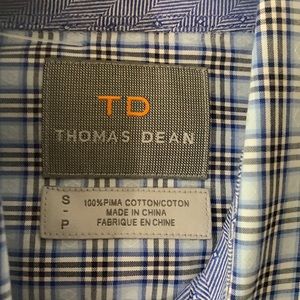 TD
THOMAS DEAN
S
-
P
100%PIMA COTTON/COTON
MADE IN CHINA
FABRIQUE EN CHINE